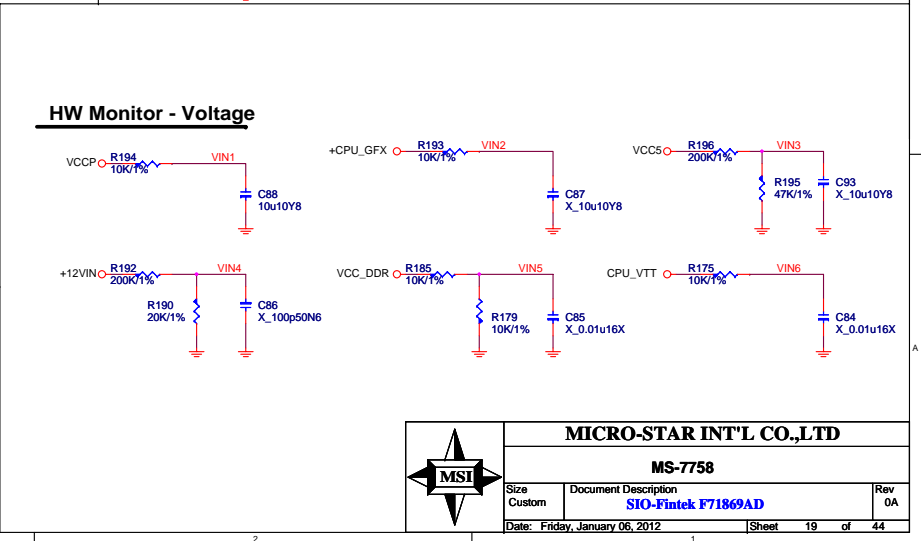 HW Monitor - Voltage
VCCP
R194
10K/1%
VIN1
C88
10u10Y8
+CPU_GFX
R193
10K/1%
VIN2
C87
X_10u10Y8
VCC5
R196
200K/1%
VIN3
R195
47K/1%
C93
X_10u10Y8
+12VIN
R192
200K/1%
VIN4
R190
20K/1%
C86
X_100p50N6
VCC_DDR
R185
10K/1%
VIN5
R179
10K/1%
C85
X_0.01u16X
CPU_VTT
R175
10K/1%
VIN6
C84
X_0.01u16X
A
MSI
MICRO-STAR INT'L CO.,LTD
MS-7758
Size
Custom
Document Description
SIO-Fintek F71869AD
Rev
0A
Date: Friday, January 06, 2012
Sheet 19 of 44
2
1